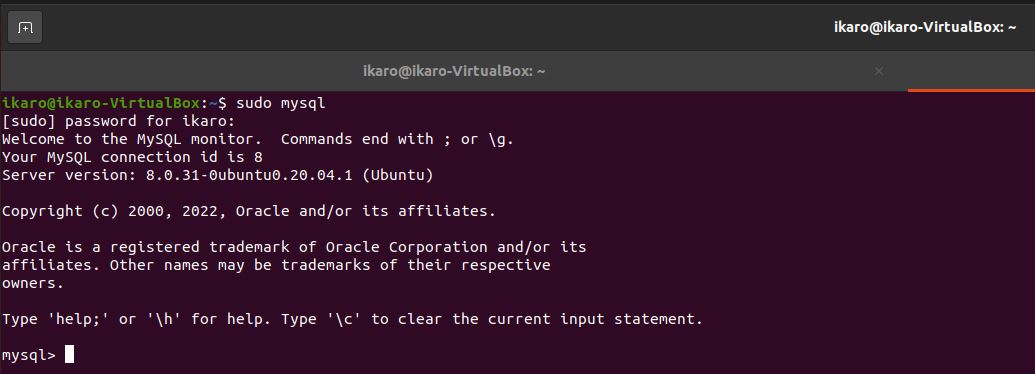 ikaro@ikaro-VirtualBox: ~
ikaro@ikaro-VirtualBox: ~
ikaro@ikaro-VirtualBox:~$ sudo mysql
[sudo] password for ikaro:
Welcome to the MySQL monitor.  Commands end with ; or \g.
Your MySQL connection id is 8
Server version: 8.0.31-0ubuntu0.20.04.1 (Ubuntu)

Copyright (c) 2000, 2022, Oracle and/or its affiliates.

Oracle is a registered trademark of Oracle Corporation and/or its
affiliates. Other names may be trademarks of their respective
owners.

Type 'help;' or '\h' for help. Type '\c' to clear the current input statement.

mysql>